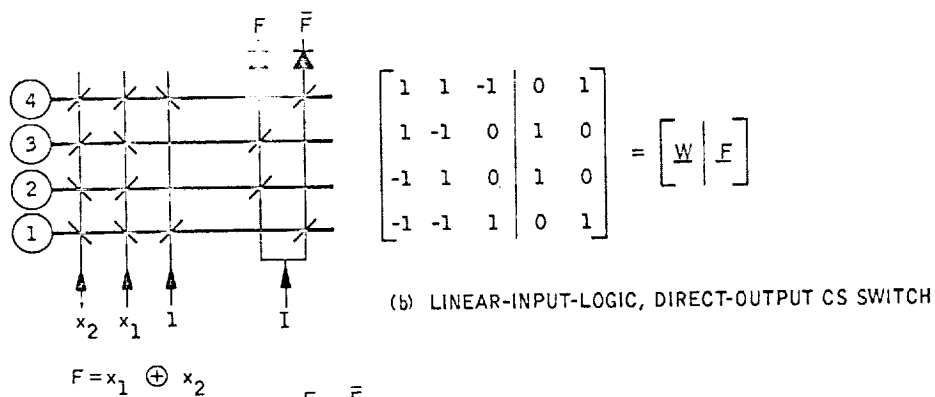 F F̅
4
3
2
1
x₂ x₁ 1 I
1 1 -1 0 1
1 -1 0 1 0
-1 1 0 1 0
-1 -1 1 0 1
= [W | F]
(b) LINEAR-INPUT-LOGIC, DIRECT-OUTPUT CS SWITCH
F = x₁ ⊕ x₂